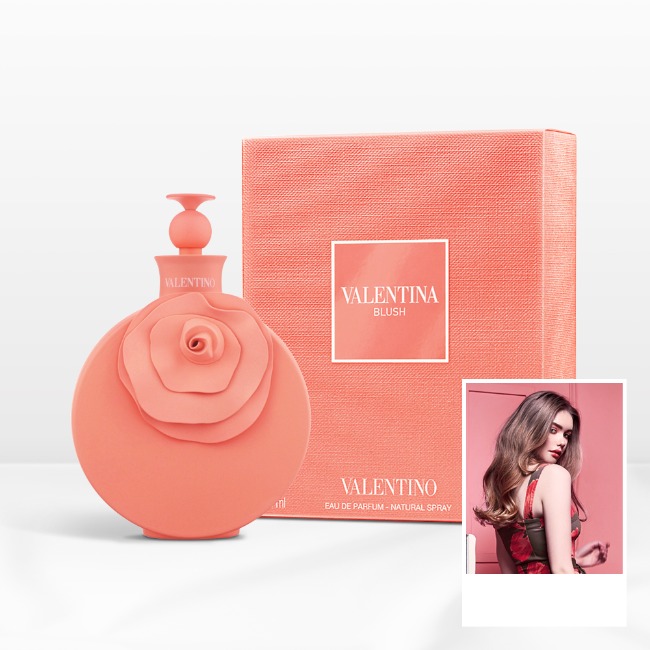 VALENTINO
VALENTINA
BLUSH
VALENTINO
EAU DE PARFUM - NATURAL SPRAY